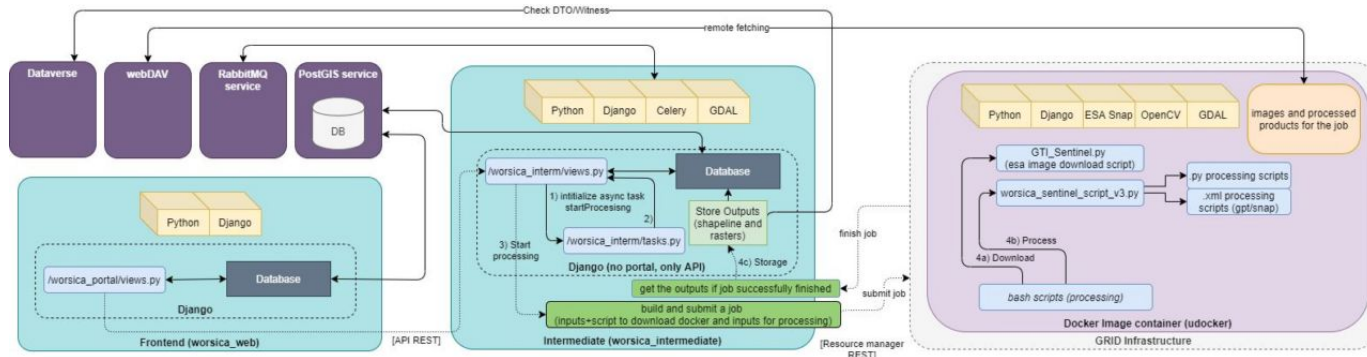 Check DTO/Witness
remote fetching
Dataverse
webDAV
RabbitMQ
service
PostGIS service
DB
Python
Django
Celery
GDAL
/worsica_interm/views.py
Database
1) intitialize async task
startProcesisng
2)
/worsica_interm/tasks.py
Store Outputs
(shapeline and
rasters)
3) Start
processing
4c) Storage
Django (no portal, only API)
get the outputs if job successfully finished
build and submit a job
(inputs+script to download docker and inputs for processing)
Intermediate (worsica_intermediate)
Python
Django
/worsica_portal/views.py
Database
Django
Frontend (worsica_web)
[API REST]
finish job
submit job
[Resource manager
REST]
Python
Django
ESA Snap
OpenCV
GDAL
images and processed
products for the job
GTI_Sentinel.py
(esa image download script)
worsica_sentinel_script_v3.py
.py processing scripts
.xml processing
scripts (gpt/snap)
4b) Process
4a) Download
bash scripts (processing)
Docker Image container (udocker)
GRID Infrastructure